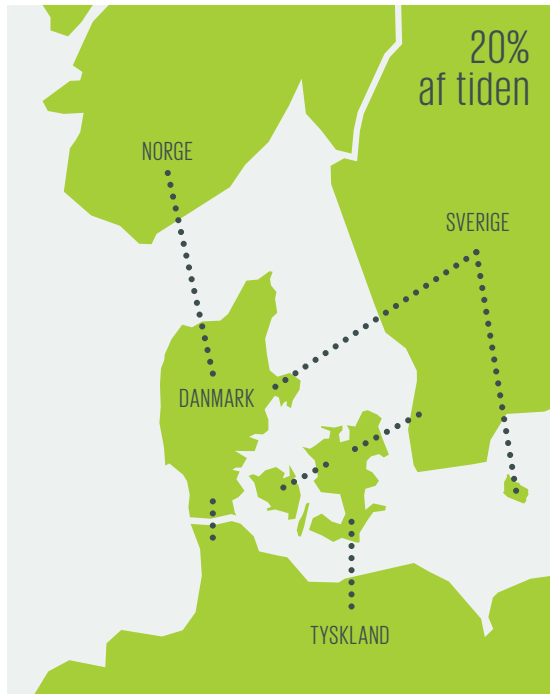 20%
af tiden
NORGE
SVERIGE
DANMARK
TYSKLAND